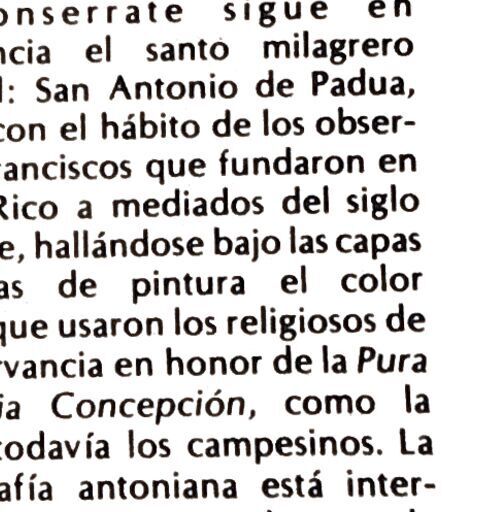 onserrate sigue en
ncia el santo milagrero
l: San Antonio de Padua,
con el hábito de los obser-
ranciscos que fundaron en
Rico a mediados del siglo
e, hallándose bajo las capas
as de pintura el color
que usaron los religiosos de
rvancia en honor de la Pura
ia Concepción, como la
todavía los campesinos. La
afía antoniana está inter-